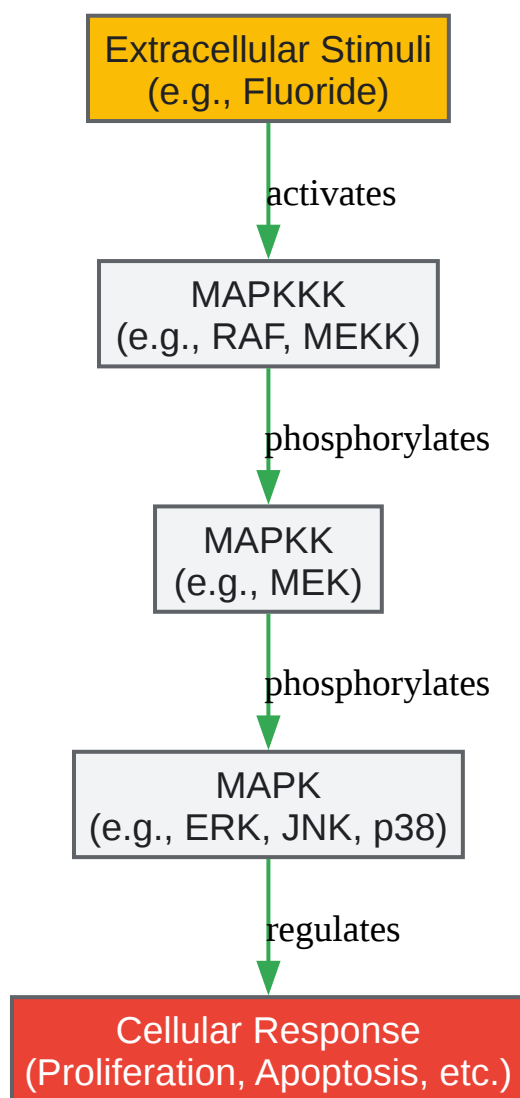 Extracellular Stimuli
(e.g., Fluoride)
activates
MAPKKK
(e.g., RAF, MEKK)
phosphorylates
MAPKK
(e.g., MEK)
phosphorylates
MAPK
(e.g., ERK, JNK, p38)
regulates
Cellular Response
(Proliferation, Apoptosis, etc.)